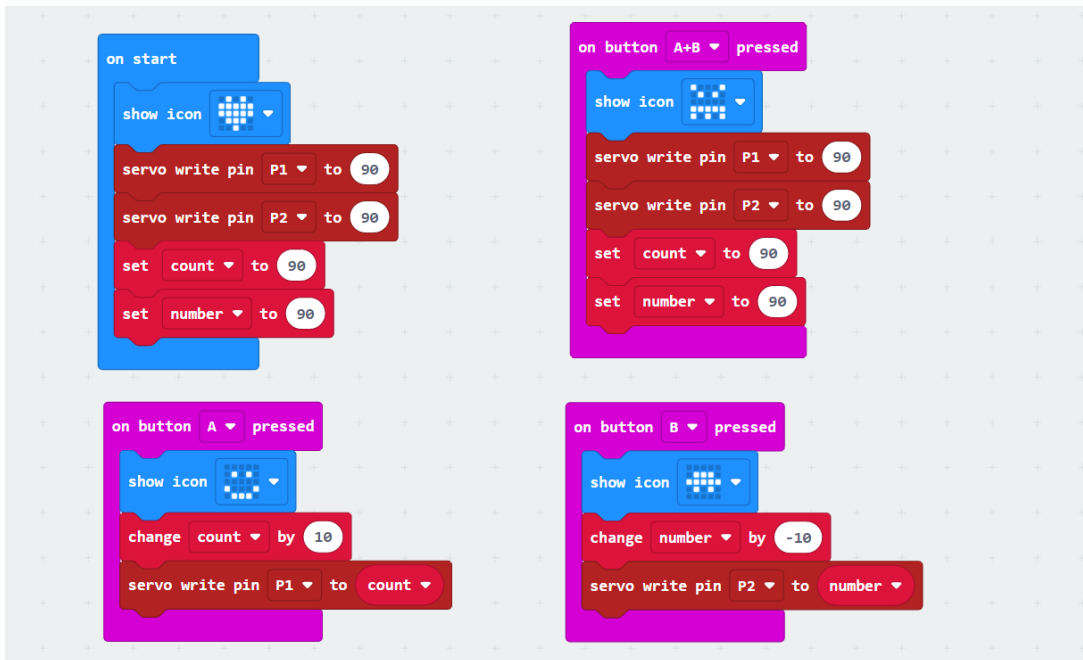 on start
show icon
servo write pin P1 to 90
servo write pin P2 to 90
set count to 90
set number to 90
on button A+B pressed
show icon
servo write pin P1 to 90
servo write pin P2 to 90
set count to 90
set number to 90
on button A pressed
show icon
change count by 10
servo write pin P1 to count
on button B pressed
show icon
change number by -10
servo write pin P2 to number